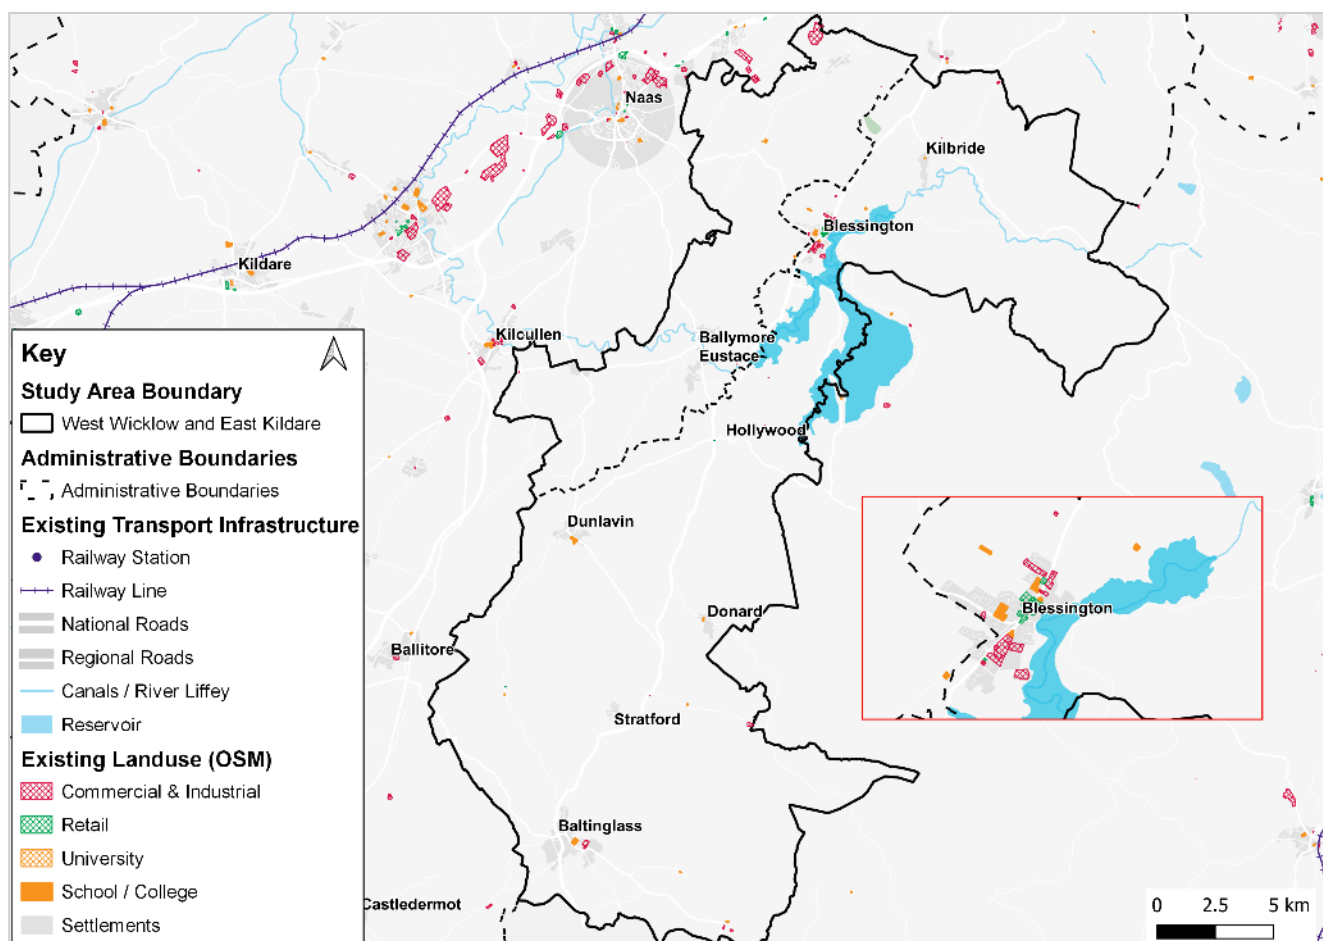 Naas
Kilbride
Blessington
Kildare
Kilcullen
Ballymore
Eustace
Hollywood
Dunlavin
Donard
Ballitore
Stratford
Baltinglass
Castledermot
Blessington
Key
Study Area Boundary
West Wicklow and East Kildare
Administrative Boundaries
Administrative Boundaries
Existing Transport Infrastructure
Railway Station
Railway Line
National Roads
Regional Roads
Canals / River Liffey
Reservoir
Existing Landuse (OSM)
Commercial & Industrial
Retail
University
School / College
Settlements
0 2.5 5 km